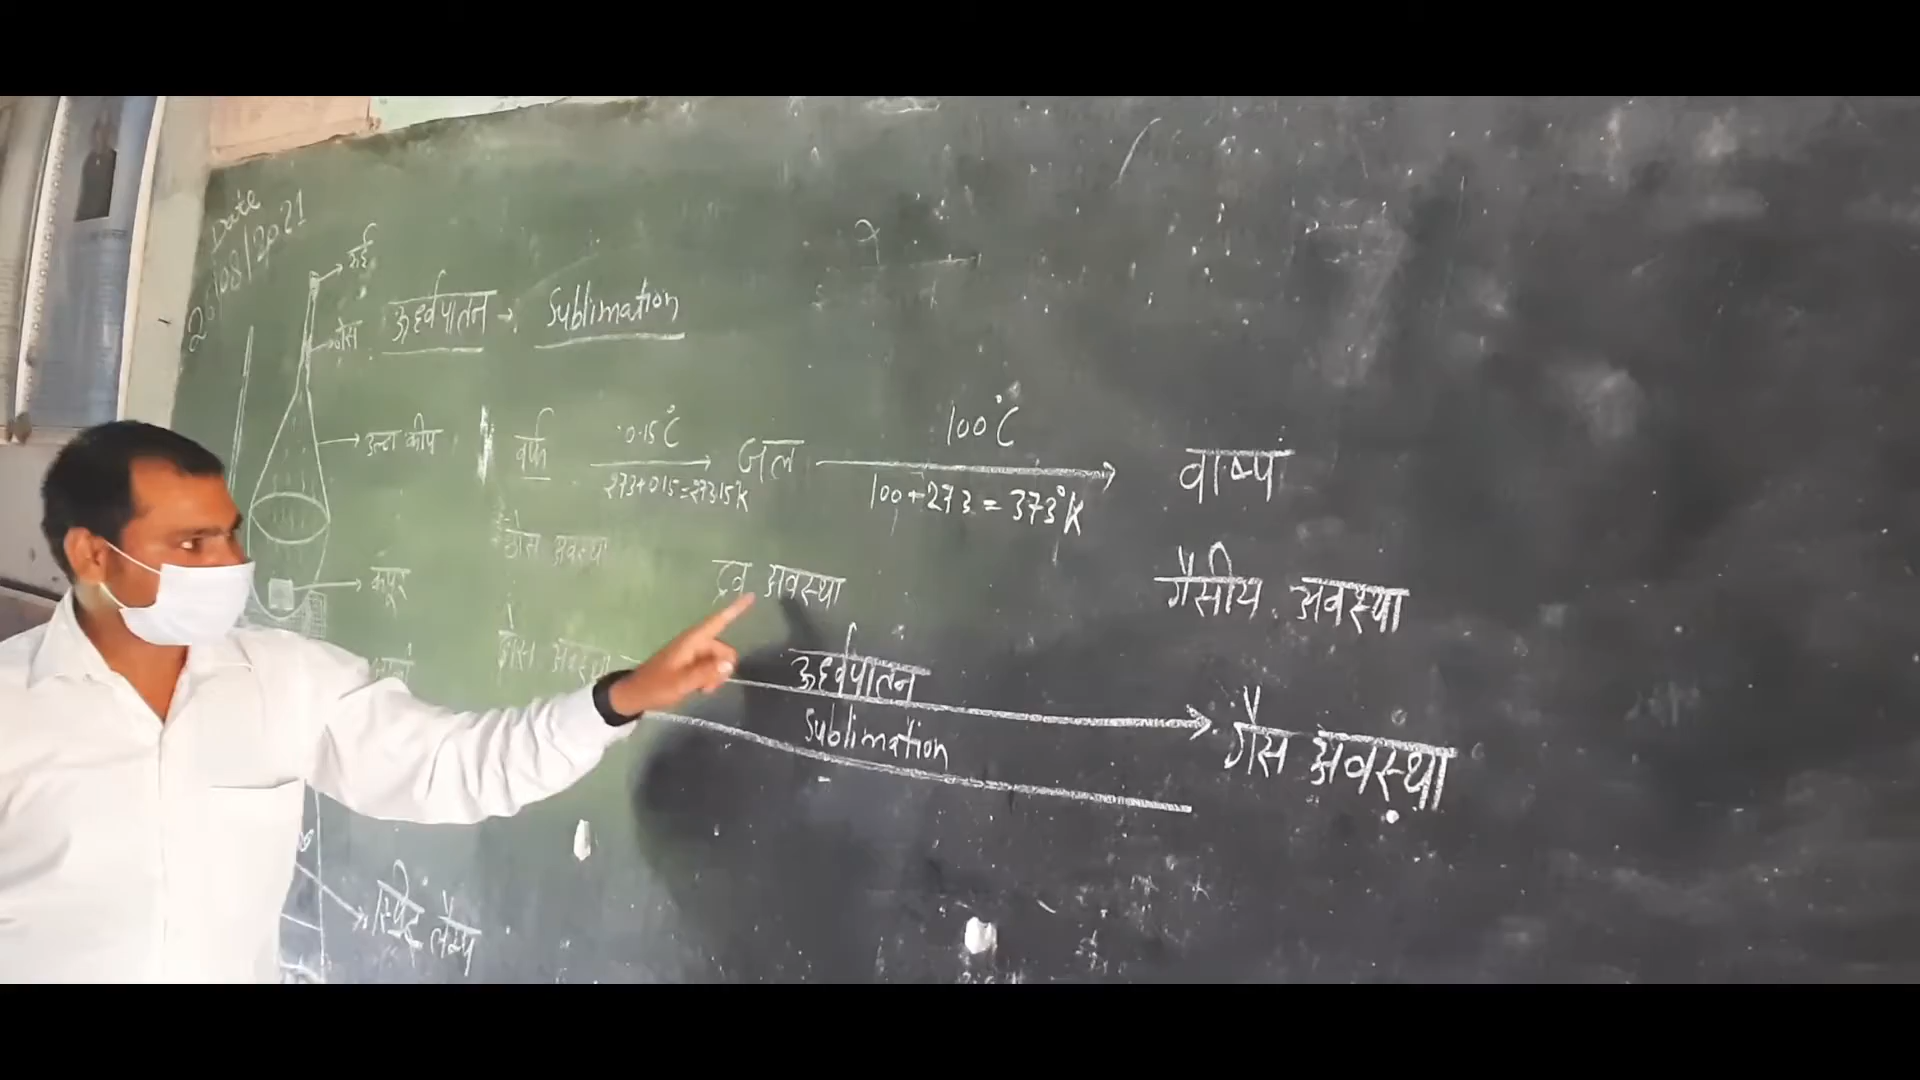 Date
20/08/2021
रूई
ऊर्ध्वपातन → Sublimation
उल्टा कीप
बर्फ 0.15°C जल 100°C वाष्प
273+0.15=273.15°K 100+273=373°K
ठोस अवस्था द्रव अवस्था गैसीय अवस्था
कपूर
ठोस अवस्था ऊर्ध्वपातन गैस अवस्था
Sublimation
स्प्रिट लैम्प